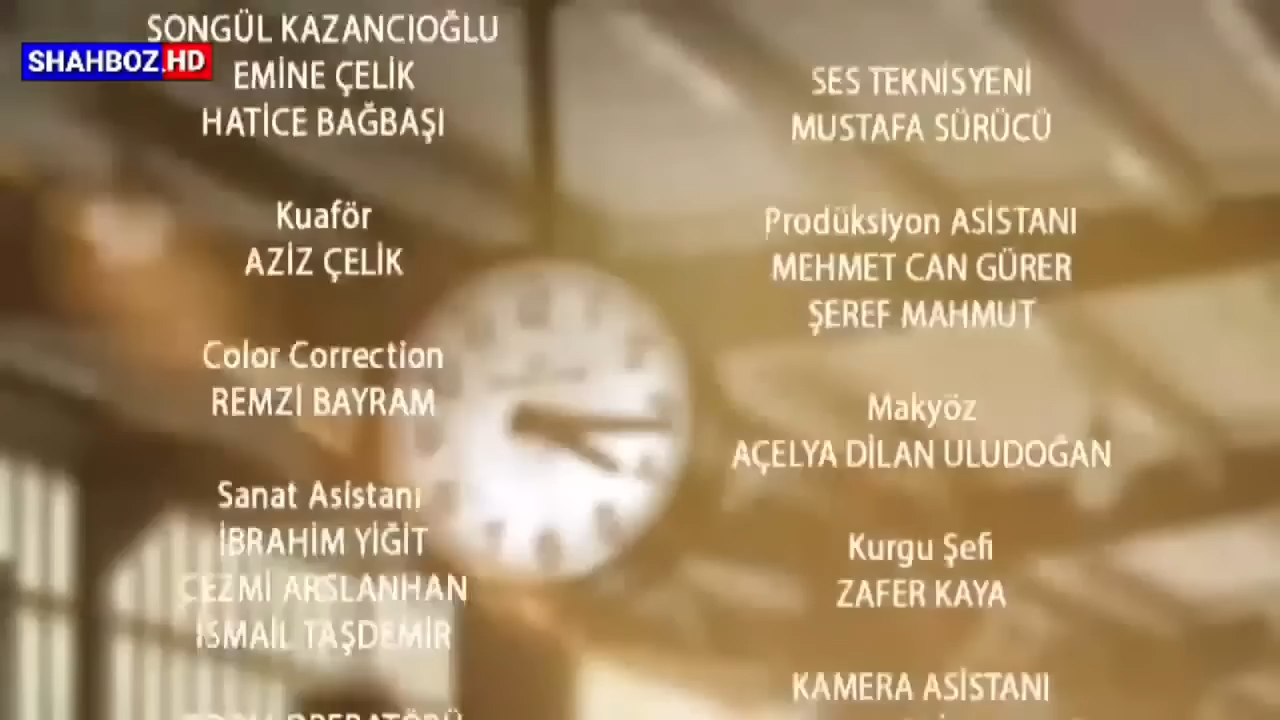 SHAHBOZ.HD
SONGÜL KAZANCIOĞLU
EMİNE ÇELİK
HATİCE BAĞBAŞI
Kuaför
AZİZ ÇELİK
Color Correction
REMZİ BAYRAM
Sanat Asistanı
İBRAHİM YİĞİT
CEZMİ ARSLANHAN
İSMAİL TAŞDEMİR
SES TEKNİSYENİ
MUSTAFA SÜRÜCÜ
Prodüksiyon ASİSTANI
MEHMET CAN GÜRER
ŞEREF MAHMUT
Makyöz
AÇELYA DİLAN ULUDOĞAN
Kurgu Şefi
ZAFER KAYA
KAMERA ASİSTANI